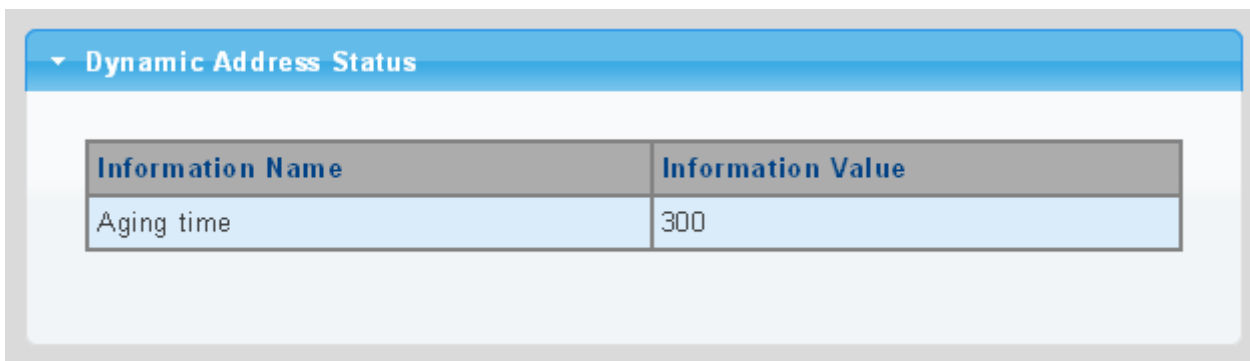 Dynamic Address Status
Information Name Information Value
Aging time 300